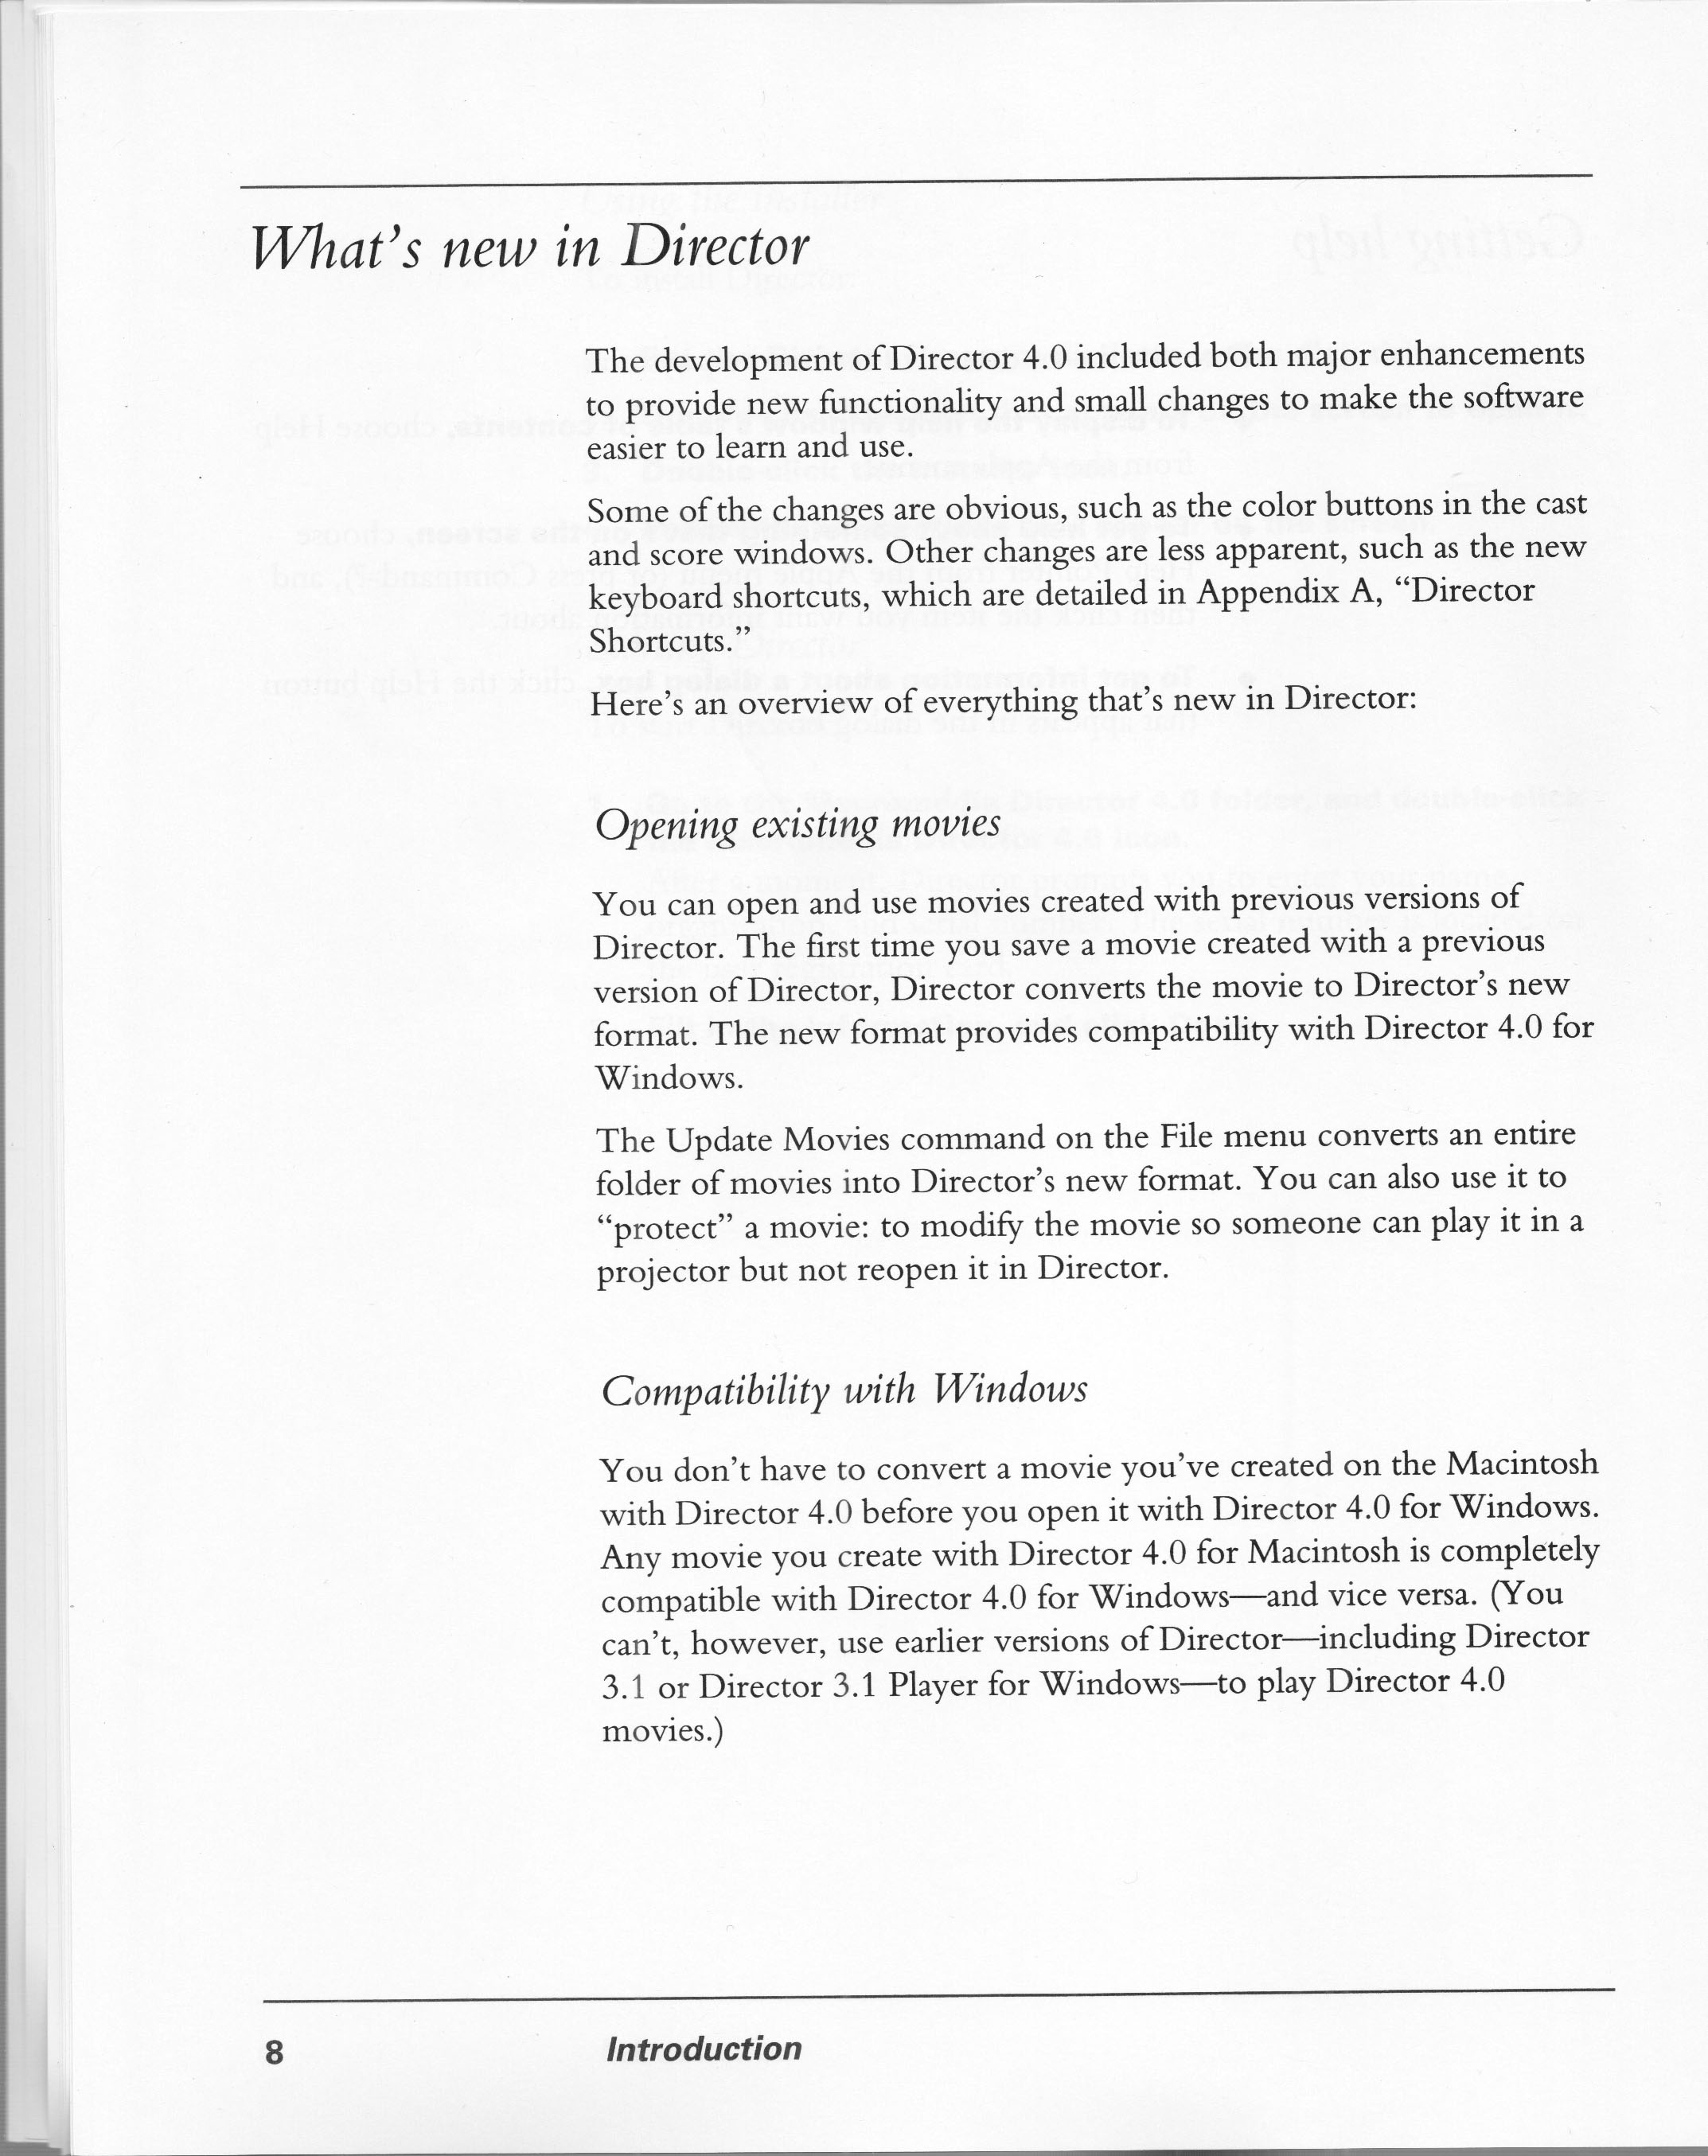 What's new in Director
The development of Director 4.0 included both major enhancements
to provide new functionality and small changes to make the software
easier to learn and use.
Some of the changes are obvious, such as the color buttons in the cast
and score windows. Other changes are less apparent, such as the new
keyboard shortcuts, which are detailed in Appendix A, “Director
Shortcuts.”
Here's an overview of everything that's new in Director:
Opening existing movies
You can open and use movies created with previous versions of
Director. The first time you save a movie created with a previous
version of Director, Director converts the movie to Director's new
format. The new format provides compatibility with Director 4.0 for
Windows.
The Update Movies command on the File menu converts an entire
folder of movies into Director's new format. You can also use it to
“protect” a movie: to modify the movie so someone can play it in a
projector but not reopen it in Director.
Compatibility with Windows
You don't have to convert a movie you've created on the Macintosh
with Director 4.0 before you open it with Director 4.0 for Windows.
Any movie you create with Director 4.0 for Macintosh is completely
compatible with Director 4.0 for Windows—and vice versa. (You
can't, however, use earlier versions of Director—including Director
3.1 or Director 3.1 Player for Windows—to play Director 4.0
movies.)
8 Introduction